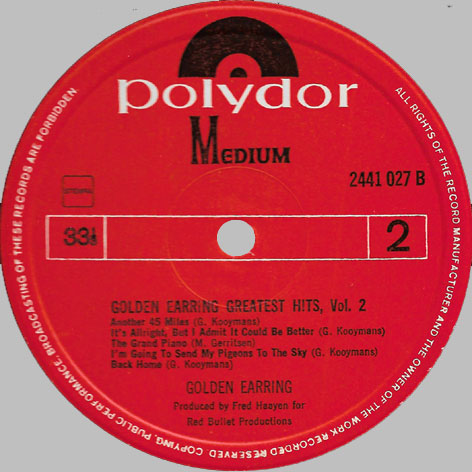 polydor
MEDIUM
2441 027 B
STEMRA
33⅓
2
GOLDEN EARRING GREATEST HITS, Vol. 2
Another 45 Miles (G. Kooymans)
It's Allright, But I Admit It Could Be Better (G. Kooymans)
The Grand Piano (M. Gerritsen)
I'm Going To Send My Pigeons To The Sky (G. Kooymans)
Back Home (G. Kooymans)
GOLDEN EARRING
Produced by Fred Haayen for
Red Bullet Productions
ALL RIGHTS OF THE RECORD MANUFACTURER AND THE OWNER OF THE WORK RECORDED RESERVED COPYING, PUBLIC PERFORMANCE, BROADCASTING OF THESE RECORDS ARE FORBIDDEN